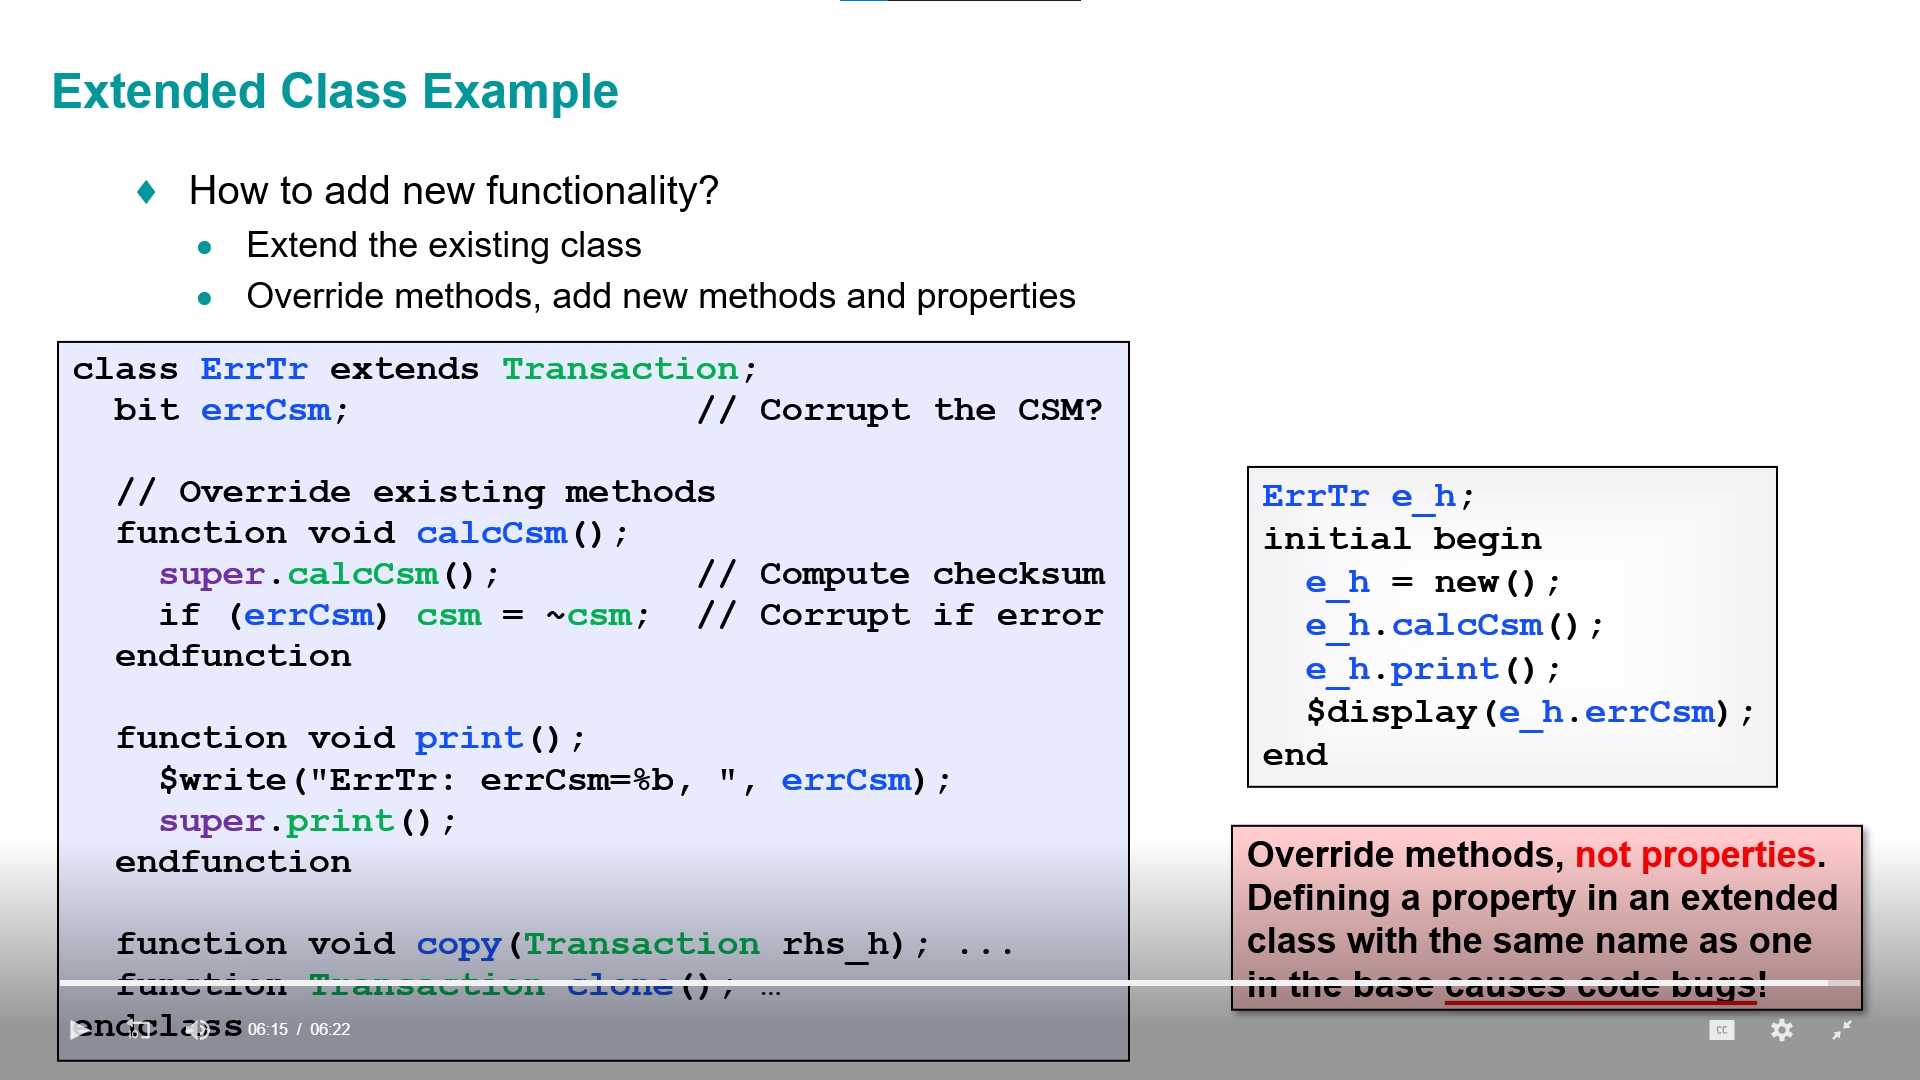 Extended Class Example
How to add new functionality?
Extend the existing class
Override methods, add new methods and properties
class ErrTr extends Transaction;
bit errCsm; // Corrupt the CSM?
// Override existing methods
function void calcCsm();
super.calcCsm(); // Compute checksum
if (errCsm) csm = ~csm; // Corrupt if error
endfunction
function void print();
$write("ErrTr: errCsm=%b, ", errCsm);
super.print();
endfunction
function void copy(Transaction rhs_h); ...
function Transaction clone(); …
endclass
ErrTr e_h;
initial begin
e_h = new();
e_h.calcCsm();
e_h.print();
$display(e_h.errCsm);
end
Override methods, not properties.
Defining a property in an extended
class with the same name as one
in the base causes code bugs!
10
06:15 / 06:22
CC